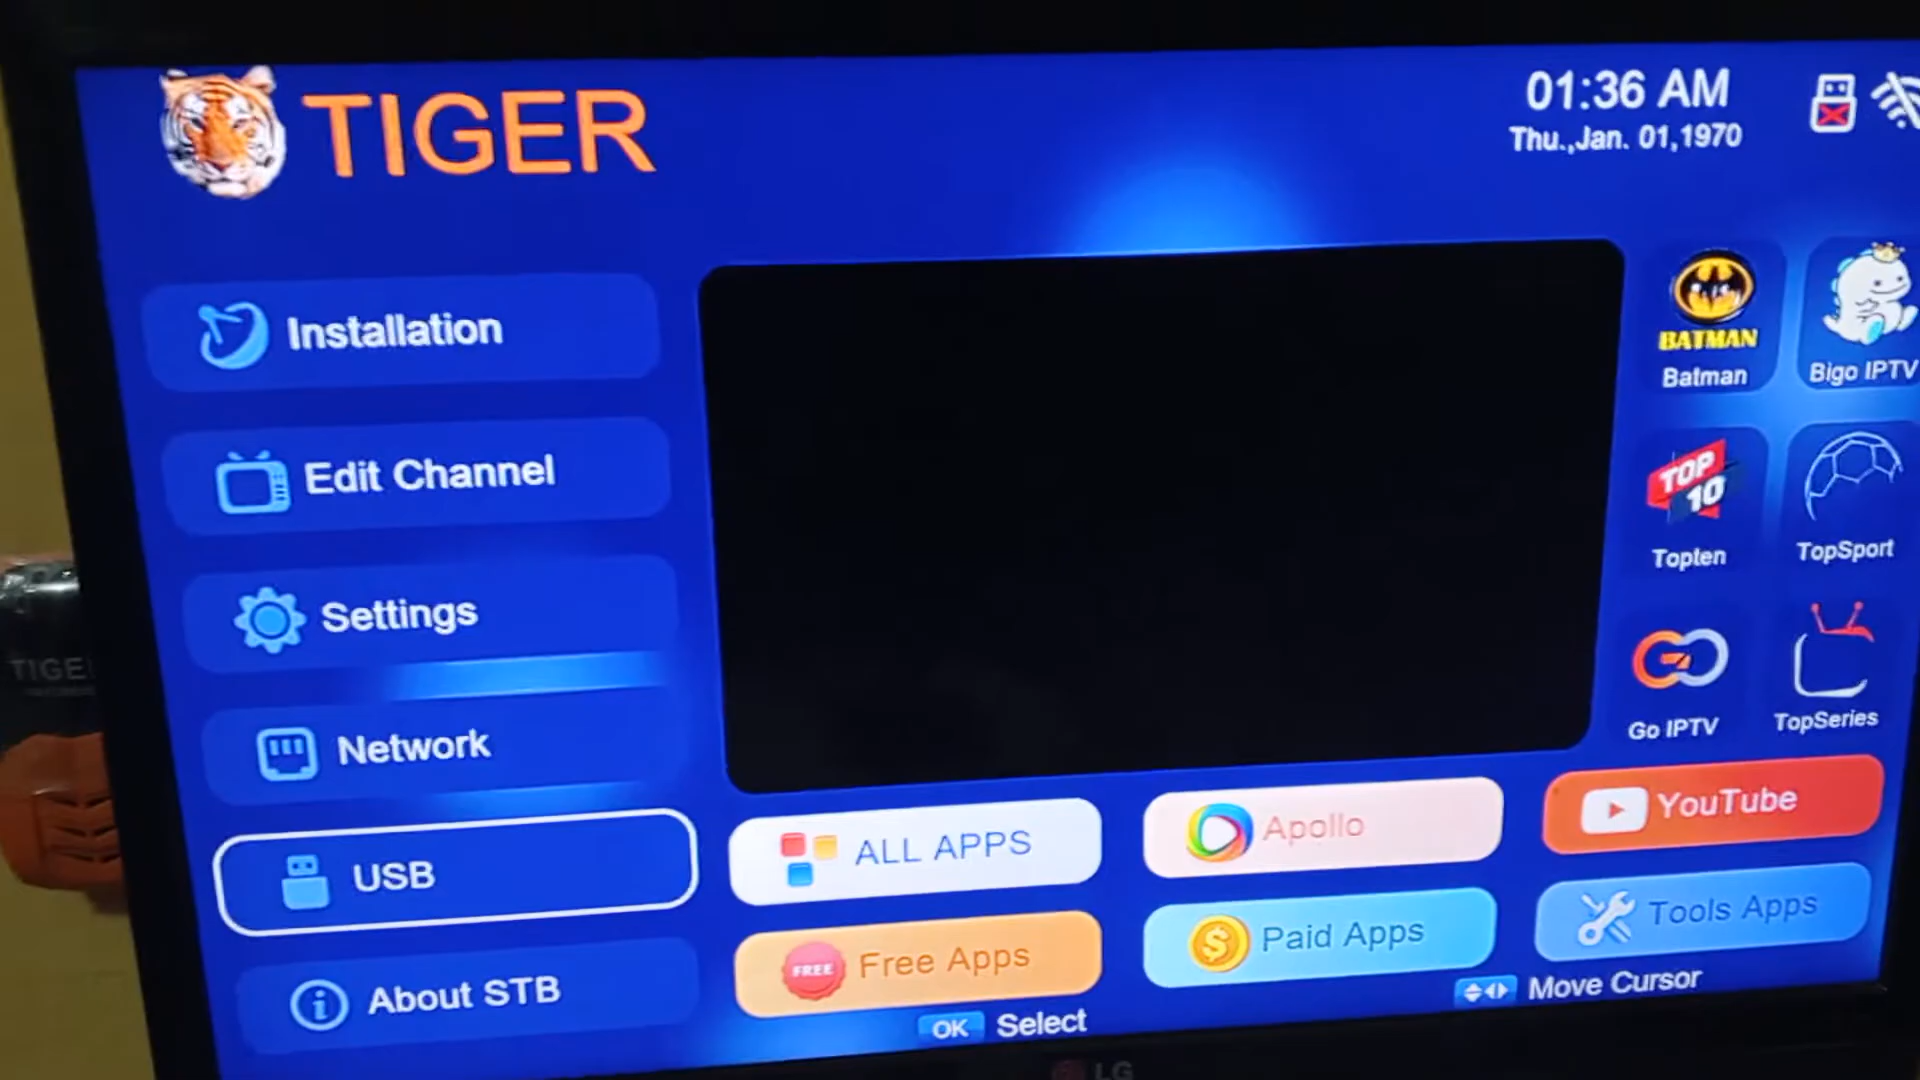 TIGER
01:36 AM
Thu.,Jan. 01,1970
Installation
Edit Channel
Settings
Network
USB
About STB
BATMAN
Batman
Bigo IPTV
TOP
10
Topten
TopSport
Go IPTV
TopSeries
ALL APPS
Apollo
YouTube
FREE
Free Apps
$
Paid Apps
Tools Apps
OK Select
Move Cursor
TIGE
LG